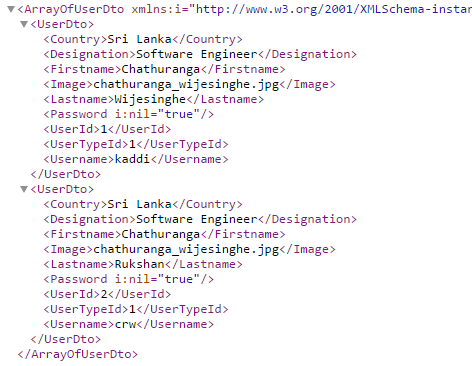 <ArrayOfUserDto xmlns:i="http://www.w3.org/2001/XMLSchema-instar
<UserDto>
<Country>Sri Lanka</Country>
<Designation>Software Engineer</Designation>
<Firstname>Chathuranga</Firstname>
<Image>chathuranga_wijesinghe.jpg</Image>
<Lastname>Wijesinghe</Lastname>
<Password i:nil="true"/>
<UserId>1</UserId>
<UserTypeId>1</UserTypeId>
<Username>kaddi</Username>
</UserDto>
<UserDto>
<Country>Sri Lanka</Country>
<Designation>Software Engineer</Designation>
<Firstname>Chathuranga</Firstname>
<Image>chathuranga_wijesinghe.jpg</Image>
<Lastname>Rukshan</Lastname>
<Password i:nil="true"/>
<UserId>2</UserId>
<UserTypeId>1</UserTypeId>
<Username>crw</Username>
</UserDto>
</ArrayOfUserDto>